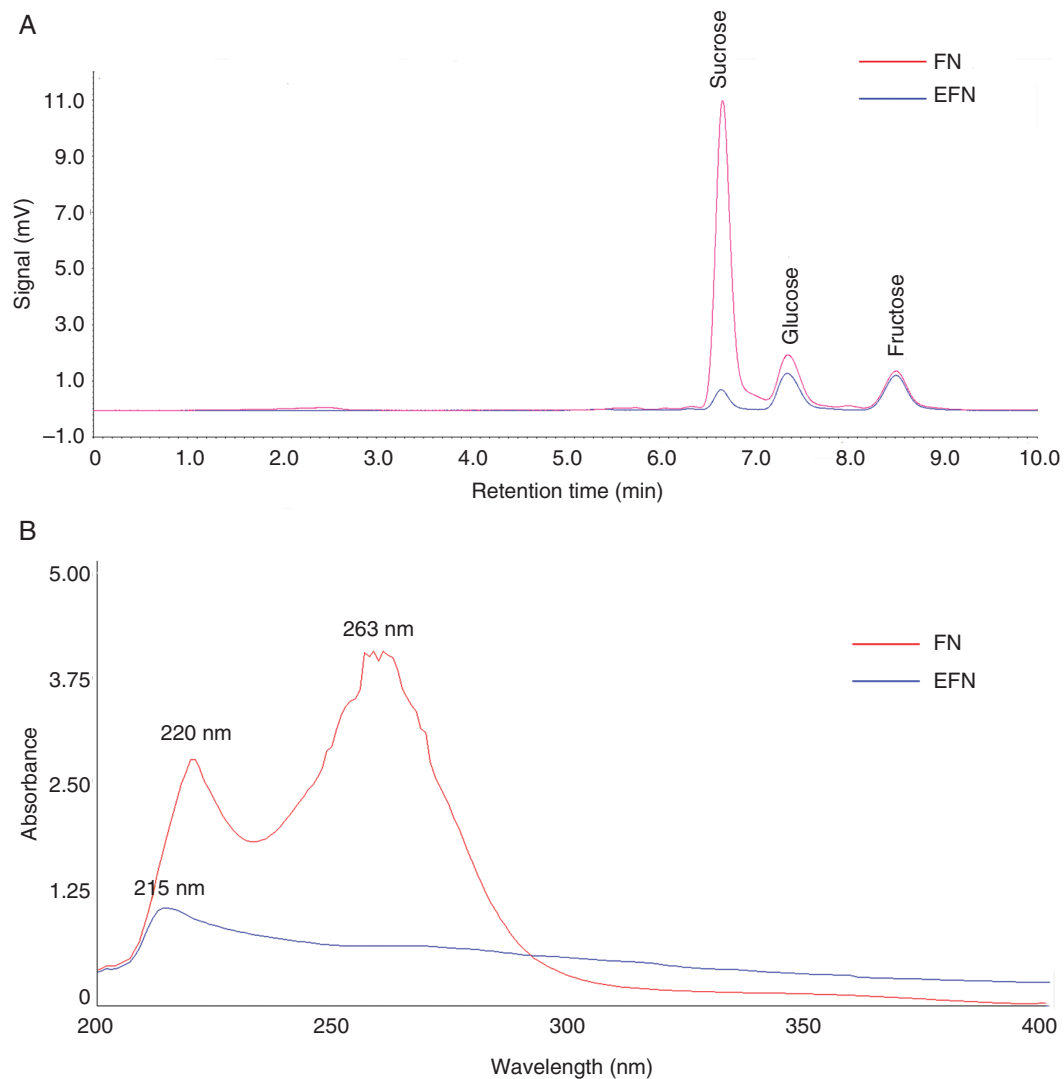 A
Signal (mV)
11.0
9.0
7.0
5.0
3.0
1.0
–1.0
Sucrose
Glucose
Fructose
FN
EFN
0 1.0 2.0 3.0 4.0 5.0 6.0 7.0 8.0 9.0 10.0
Retention time (min)
B
Absorbance
5.00
3.75
2.50
1.25
0
263 nm
220 nm
215 nm
FN
EFN
200 250 300 350 400
Wavelength (nm)